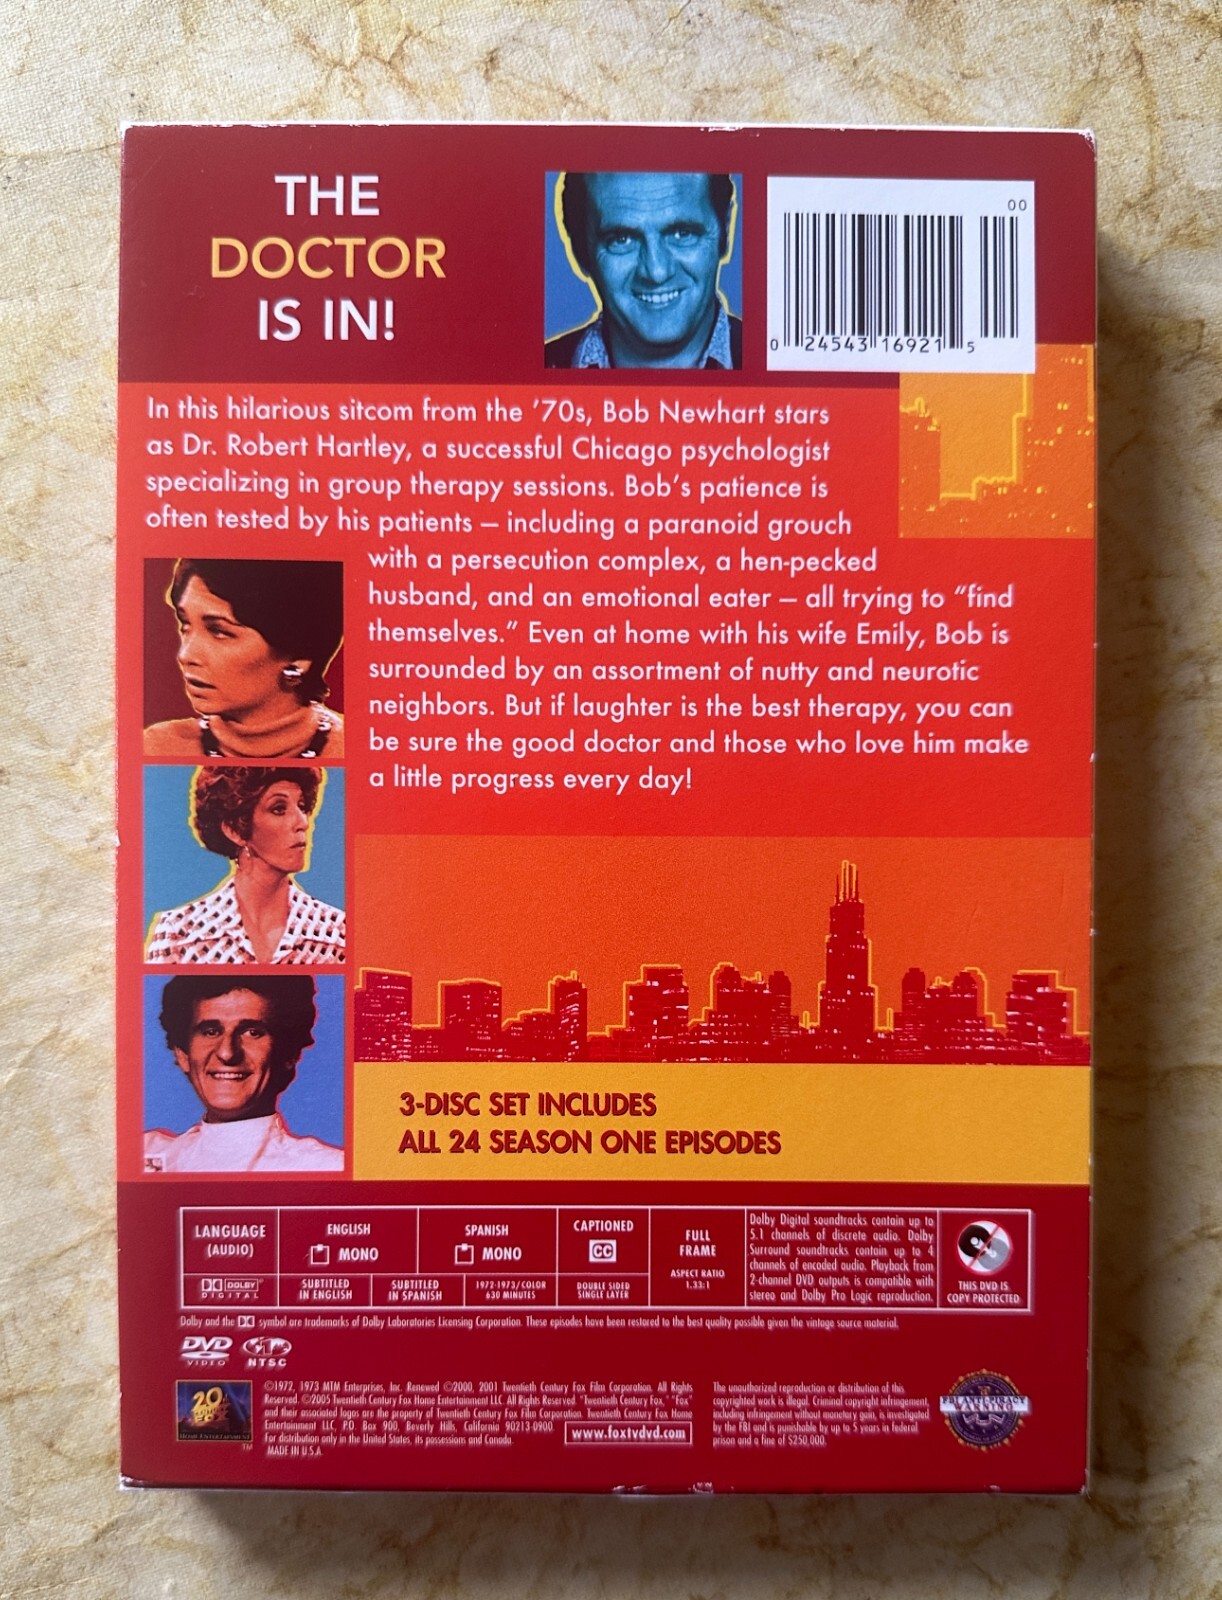 THE
DOCTOR
IS IN!
00
0 24543 16921 5
In this hilarious sitcom from the '70s, Bob Newhart stars
as Dr. Robert Hartley, a successful Chicago psychologist
specializing in group therapy sessions. Bob's patience is
often tested by his patients – including a paranoid grouch
with a persecution complex, a hen-pecked
husband, and an emotional eater – all trying to "find
themselves." Even at home with his wife Emily, Bob is
surrounded by an assortment of nutty and neurotic
neighbors. But if laughter is the best therapy, you can
be sure the good doctor and those who love him make
a little progress every day!
3-DISC SET INCLUDES
ALL 24 SEASON ONE EPISODES
LANGUAGE
(AUDIO)
ENGLISH
MONO
SPANISH
MONO
CAPTIONED
CC
FULL
FRAME
ASPECT RATIO
1.33:1
DOLBY
DIGITAL
SUBTITLED
IN ENGLISH
SUBTITLED
IN SPANISH
1972-1973/COLOR
630 MINUTES
DOUBLE SIDED
SINGLE LAYER
Dolby Digital soundtracks contain up to
5.1 channels of discrete audio. Dolby
Surround soundtracks contain up to 4
channels of encoded audio. Playback from
2-channel DVD outputs is compatible with
stereo and Dolby Pro Logic reproduction.
THIS DVD IS
COPY PROTECTED
Dolby and the DD symbol are trademarks of Dolby Laboratories Licensing Corporation. These episodes have been restored to the best quality possible given the vintage source material.
DVD
VIDEO
NTSC
20th
CENTURY
FOX
HOME ENTERTAINMENT
TM
©1972, 1973 MTM Enterprises, Inc. Renewed ©2000, 2001 Twentieth Century Fox Film Corporation. All Rights
Reserved. ©2005 Twentieth Century Fox Home Entertainment LLC. All Rights Reserved. "Twentieth Century Fox," "Fox"
and their associated logos are the property of Twentieth Century Fox Film Corporation. Twentieth Century Fox Home
Entertainment LLC, P.O. Box 900, Beverly Hills, California 90213-0900.
For distribution only in the United States, its possessions and Canada.
MADE IN U.S.A.
www.foxtvdvd.com
The unauthorized reproduction or distribution of this
copyrighted work is illegal. Criminal copyright infringement,
including infringement without monetary gain, is investigated
by the FBI and is punishable by up to 5 years in federal
prison and a fine of $250,000.
FBI ANTI-PIRACY
WARNING